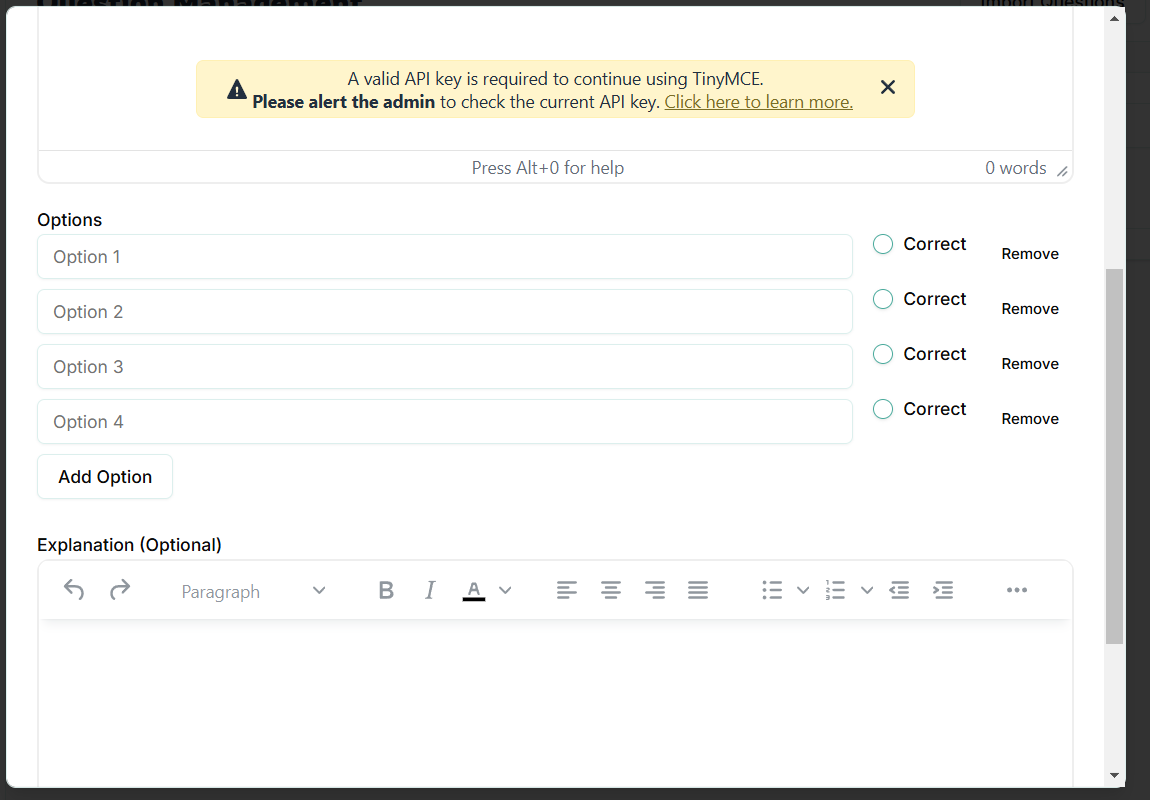 Question Management
Import Questions
A valid API key is required to continue using TinyMCE.
Please alert the admin to check the current API key. Click here to learn more.
Press Alt+0 for help
0 words
Options
Option 1
Correct
Remove
Option 2
Correct
Remove
Option 3
Correct
Remove
Option 4
Correct
Remove
Add Option
Explanation (Optional)
Paragraph
B I A